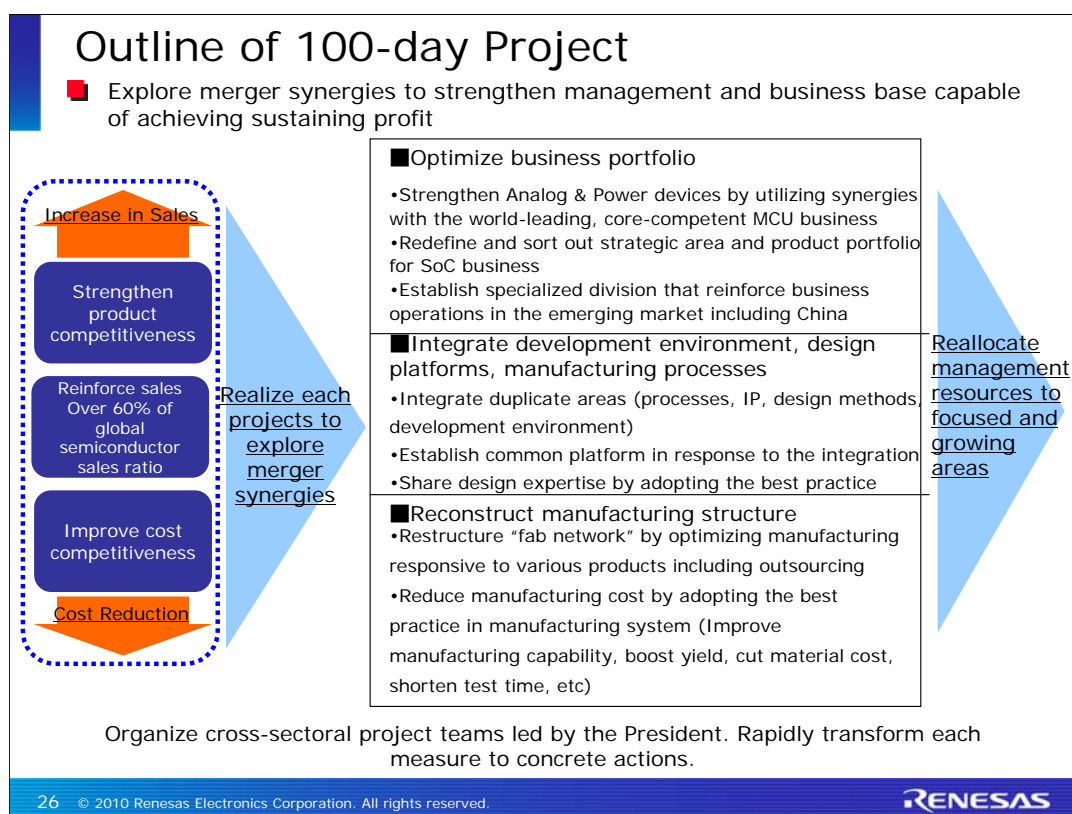 Outline of 100-day Project
Explore merger synergies to strengthen management and business base capable
of achieving sustaining profit
Increase in Sales
Strengthen
product
competitiveness
Reinforce sales
Over 60% of
global
semiconductor
sales ratio
Improve cost
competitiveness
Cost Reduction
Realize each
projects to
explore
merger
synergies
■Optimize business portfolio
•Strengthen Analog & Power devices by utilizing synergies
with the world-leading, core-competent MCU business
•Redefine and sort out strategic area and product portfolio
for SoC business
•Establish specialized division that reinforce business
operations in the emerging market including China
■Integrate development environment, design
platforms, manufacturing processes
•Integrate duplicate areas (processes, IP, design methods,
development environment)
•Establish common platform in response to the integration
•Share design expertise by adopting the best practice
■Reconstruct manufacturing structure
•Restructure “fab network” by optimizing manufacturing
responsive to various products including outsourcing
•Reduce manufacturing cost by adopting the best
practice in manufacturing system (Improve
manufacturing capability, boost yield, cut material cost,
shorten test time, etc)
Reallocate
management
resources to
focused and
growing
areas
Organize cross-sectoral project teams led by the President. Rapidly transform each
measure to concrete actions.
26 © 2010 Renesas Electronics Corporation. All rights reserved.
RENESAS